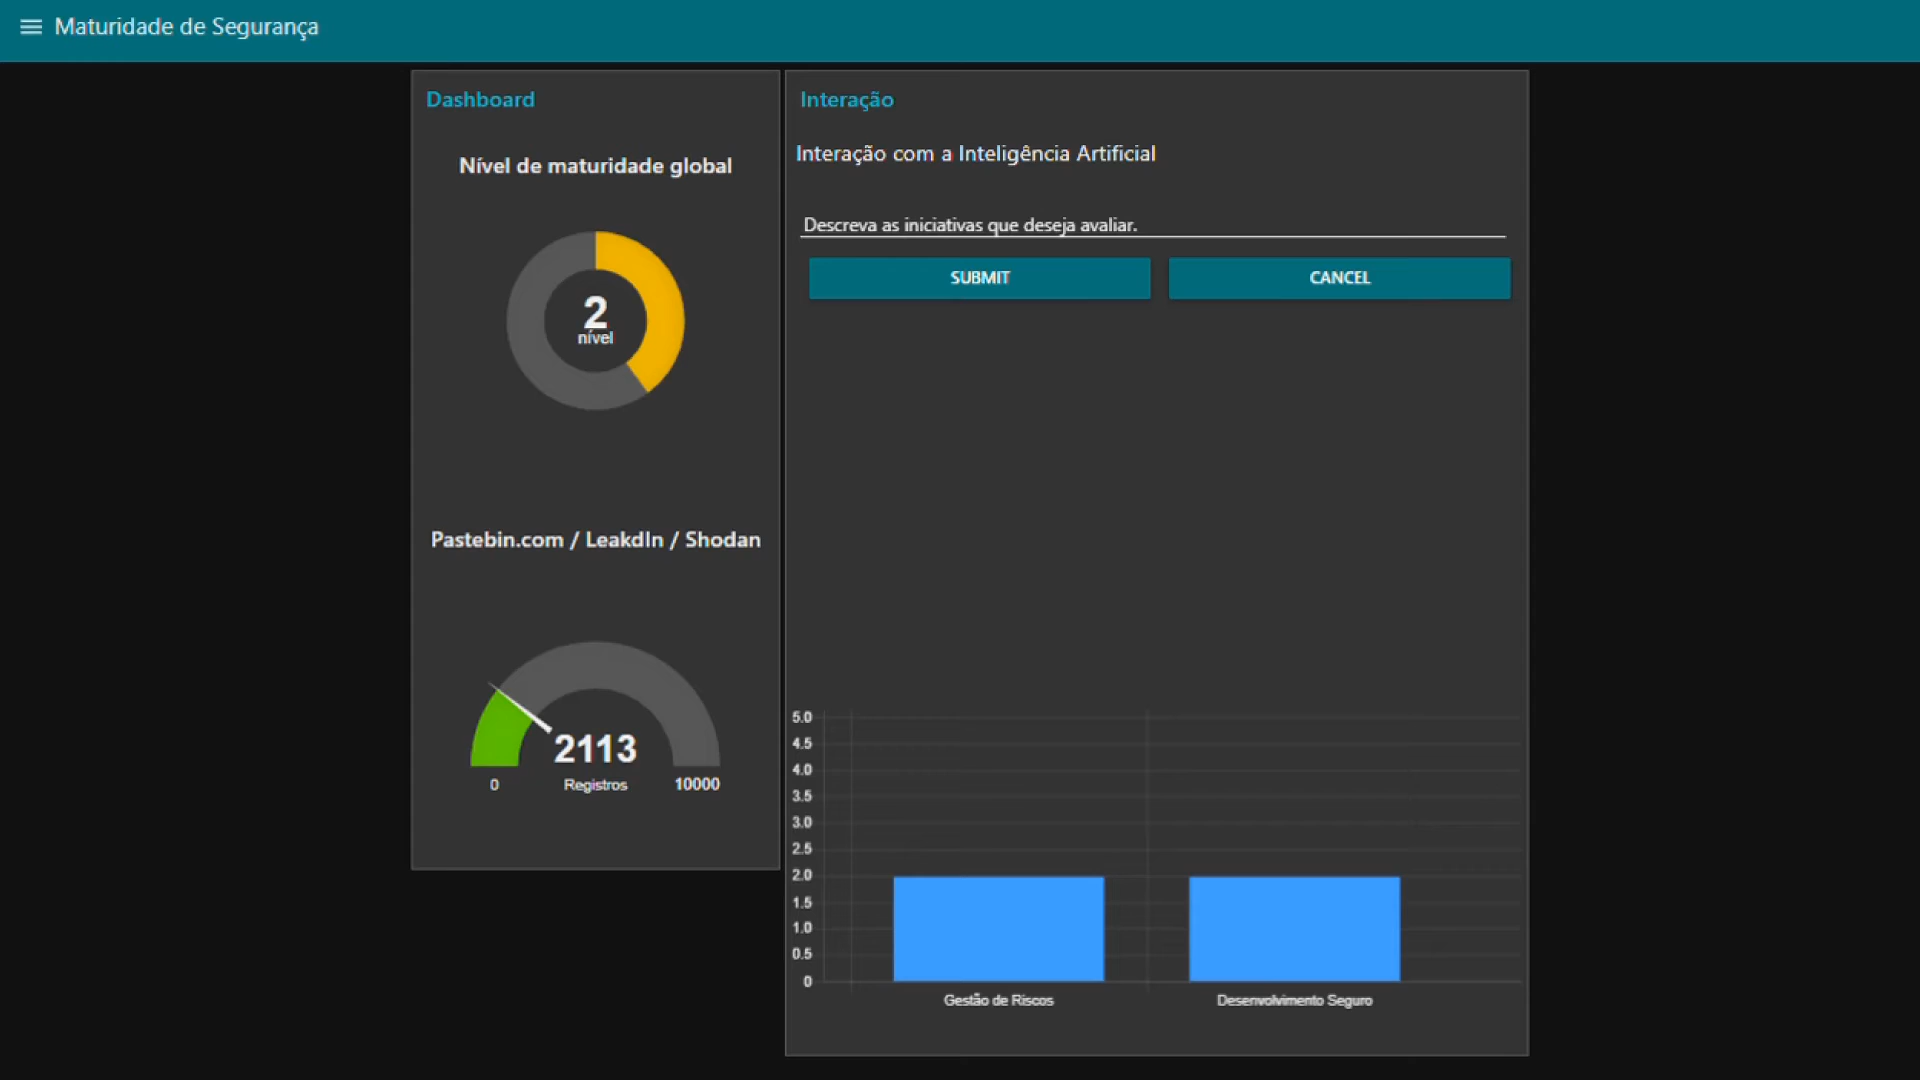 Maturidade de Segurança
Dashboard
Nível de maturidade global
2
nível
Pastebin.com / LeakdIn / Shodan
2113
0
Registros
10000
Interação
Interação com a Inteligência Artificial
Descreva as iniciativas que deseja avaliar.
SUBMIT
CANCEL
5.0
4.5
4.0
3.5
3.0
2.5
2.0
1.5
1.0
0.5
0
Gestão de Riscos
Desenvolvimento Seguro